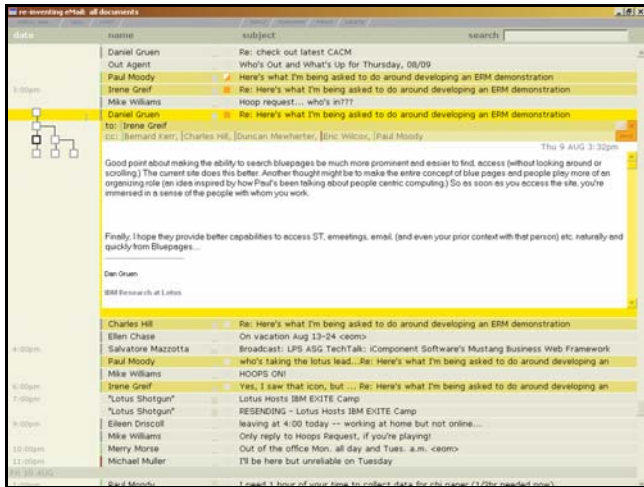 re-inventing eMail: all documents
date name subject search
Daniel Gruen Re: check out latest CACM
Out Agent Who's Out and What's Up for Thursday, 08/09
Paul Moody Here's what I'm being asked to do around developing an ERM demonstration
3:00pm Irene Greif Re: Here's what I'm being asked to do around developing an ERM demonstration
Mike Williams Hoop request... who's in???
Daniel Gruen Re: Here's what I'm being asked to do around developing an ERM demonstration
to: |Irene Greif
cc: |Bernard Kerr, |Charles Hill, |Duncan Mewherter, |Eric Wilcox, |Paul Moody
Thu 9 AUG 3:32pm
Good point about making the ability to search bluepages be much more prominent and easier to find, access (without looking around or
scrolling.) The current site does this better. Another thought might be to make the entire concept of blue pages and people play more of an
organizing role (an idea inspired by how Paul's been talking about people centric computing.) So as soon as you access the site, you're
immersed in a sense of the people with whom you work.
Finally, I hope they provide better capabilities to access ST, emeetings, email, (and even your prior context with that person) etc. naturally and
quickly from Bluepages...
Dan Gruen
IBM Research at Lotus
Charles Hill Re: Here's what I'm being asked to do around developing an ERM demonstration
Ellen Chase On vacation Aug 13-24 <eom>
4:00pm Salvatore Mazzotta Broadcast: LPS ASG TechTalk: iComponent Software's Mustang Business Web Framework
Paul Moody who's taking the lotus lead...Re: Here's what I'm being asked to do around developing an
Mike Williams HOOPS ON!
6:00pm Irene Greif Yes, I saw that icon, but ... Re: Here's what I'm being asked to do around developing an
7:00pm "Lotus Shotgun" Lotus Hosts IBM EXITE Camp
"Lotus Shotgun" RESENDING - Lotus Hosts IBM EXITE Camp
9:00pm Eileen Driscoll leaving at 4:00 today -- working at home but not online...
Mike Williams Only reply to Hoops Request, if you're playing!
10:00pm Merry Morse Out of the office Mon. all day and Tues. a.m. <eom>
11:00pm Michael Muller I'll be here but unreliable on Tuesday
FRI 10 AUG
Paul Moody I need 1 hour of your time to collect data for chi paper (1/2hr needed now)